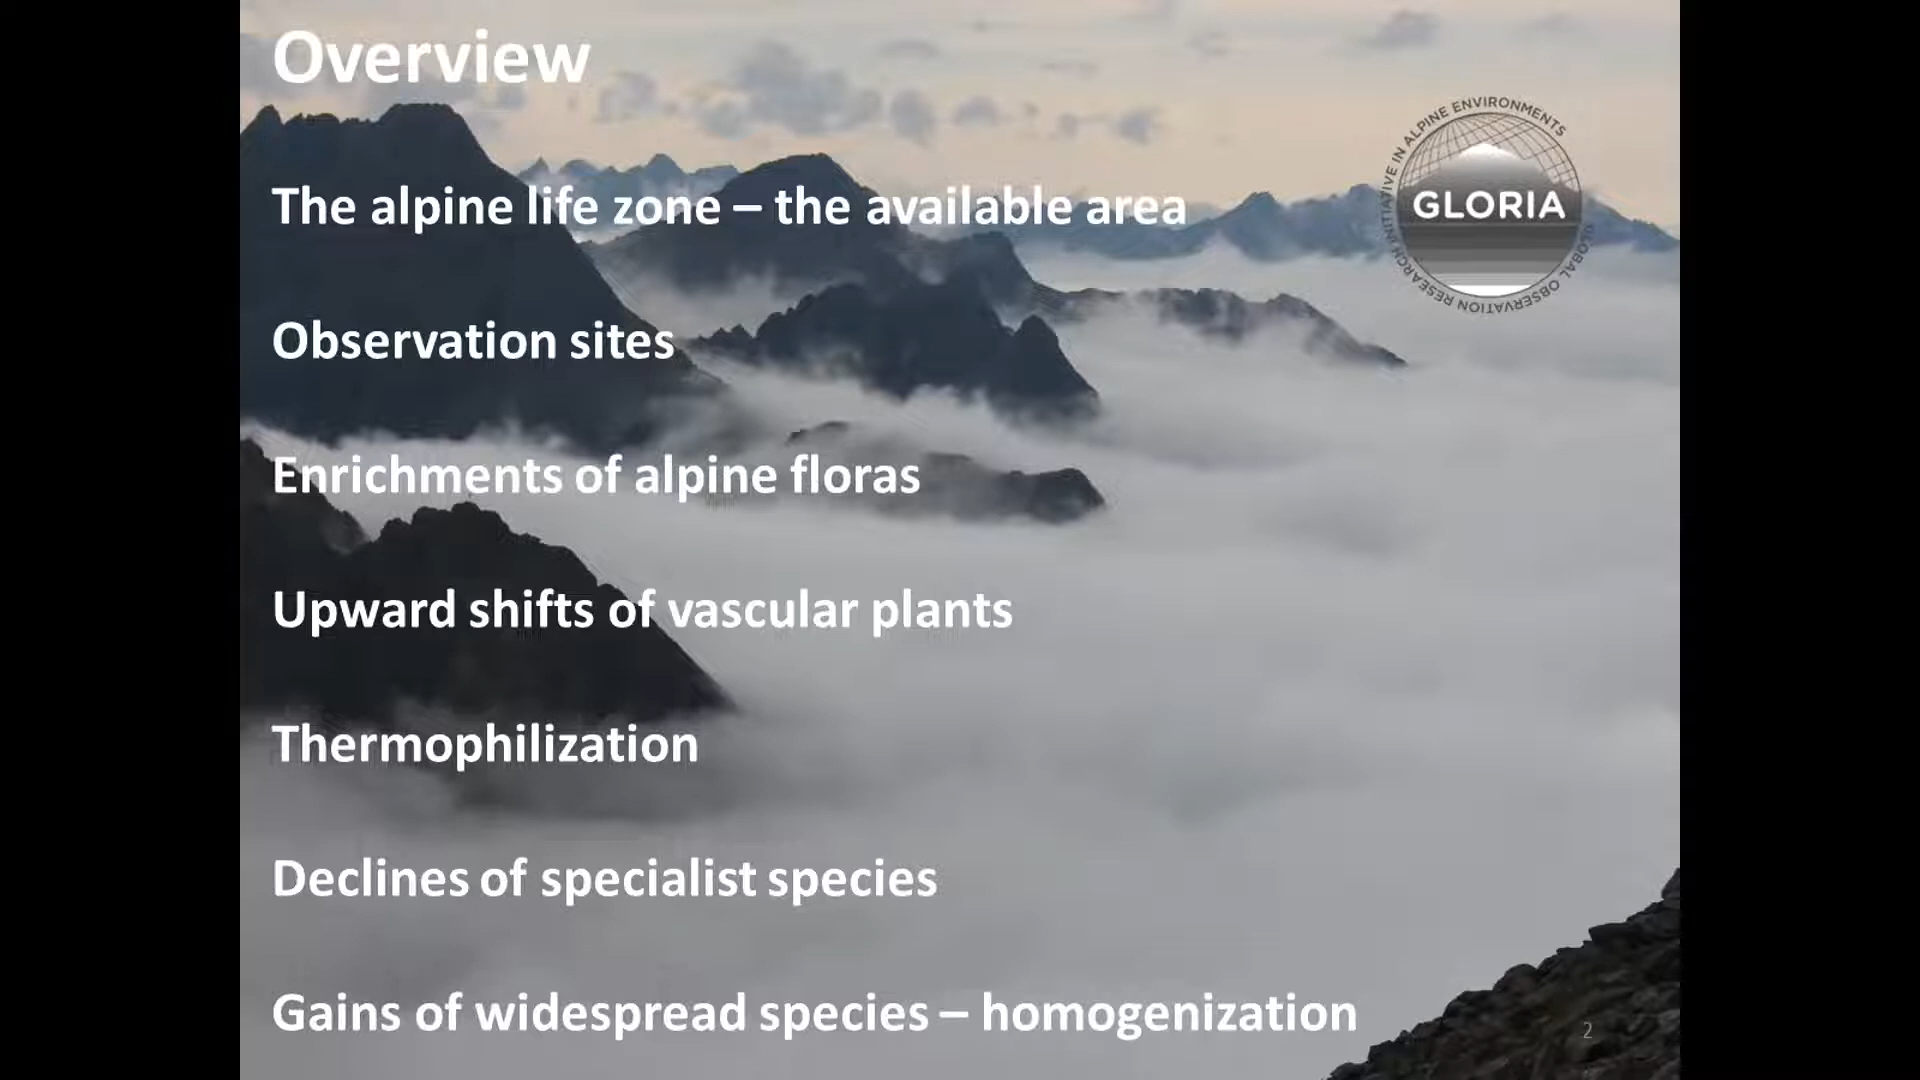 Overview
GLOBAL OBSERVATION RESEARCH INITIATIVE IN ALPINE ENVIRONMENTS
The alpine life zone – the available area
GLORIA
Observation sites
Enrichments of alpine floras
Upward shifts of vascular plants
Thermophilization
Declines of specialist species
Gains of widespread species – homogenization
2